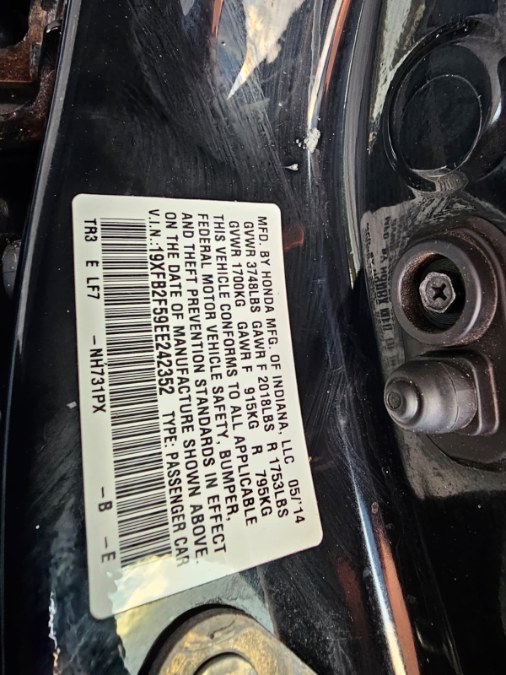 MFD. BY HONDA MFG. OF INDIANA, LLC 05/'14
GVWR 3748LBS GAWR F 2018LBS R 1753LBS
GVWR 1700KG GAWR F 915KG R 795KG
THIS VEHICLE CONFORMS TO ALL APPLICABLE
FEDERAL MOTOR VEHICLE SAFETY, BUMPER,
AND THEFT PREVENTION STANDARDS IN EFFECT
ON THE DATE OF MANUFACTURE SHOWN ABOVE.
V.I.N.:19XFB2F59EE242352 TYPE: PASSENGER CAR
TR3 E LF7 -NH731PX -B -E